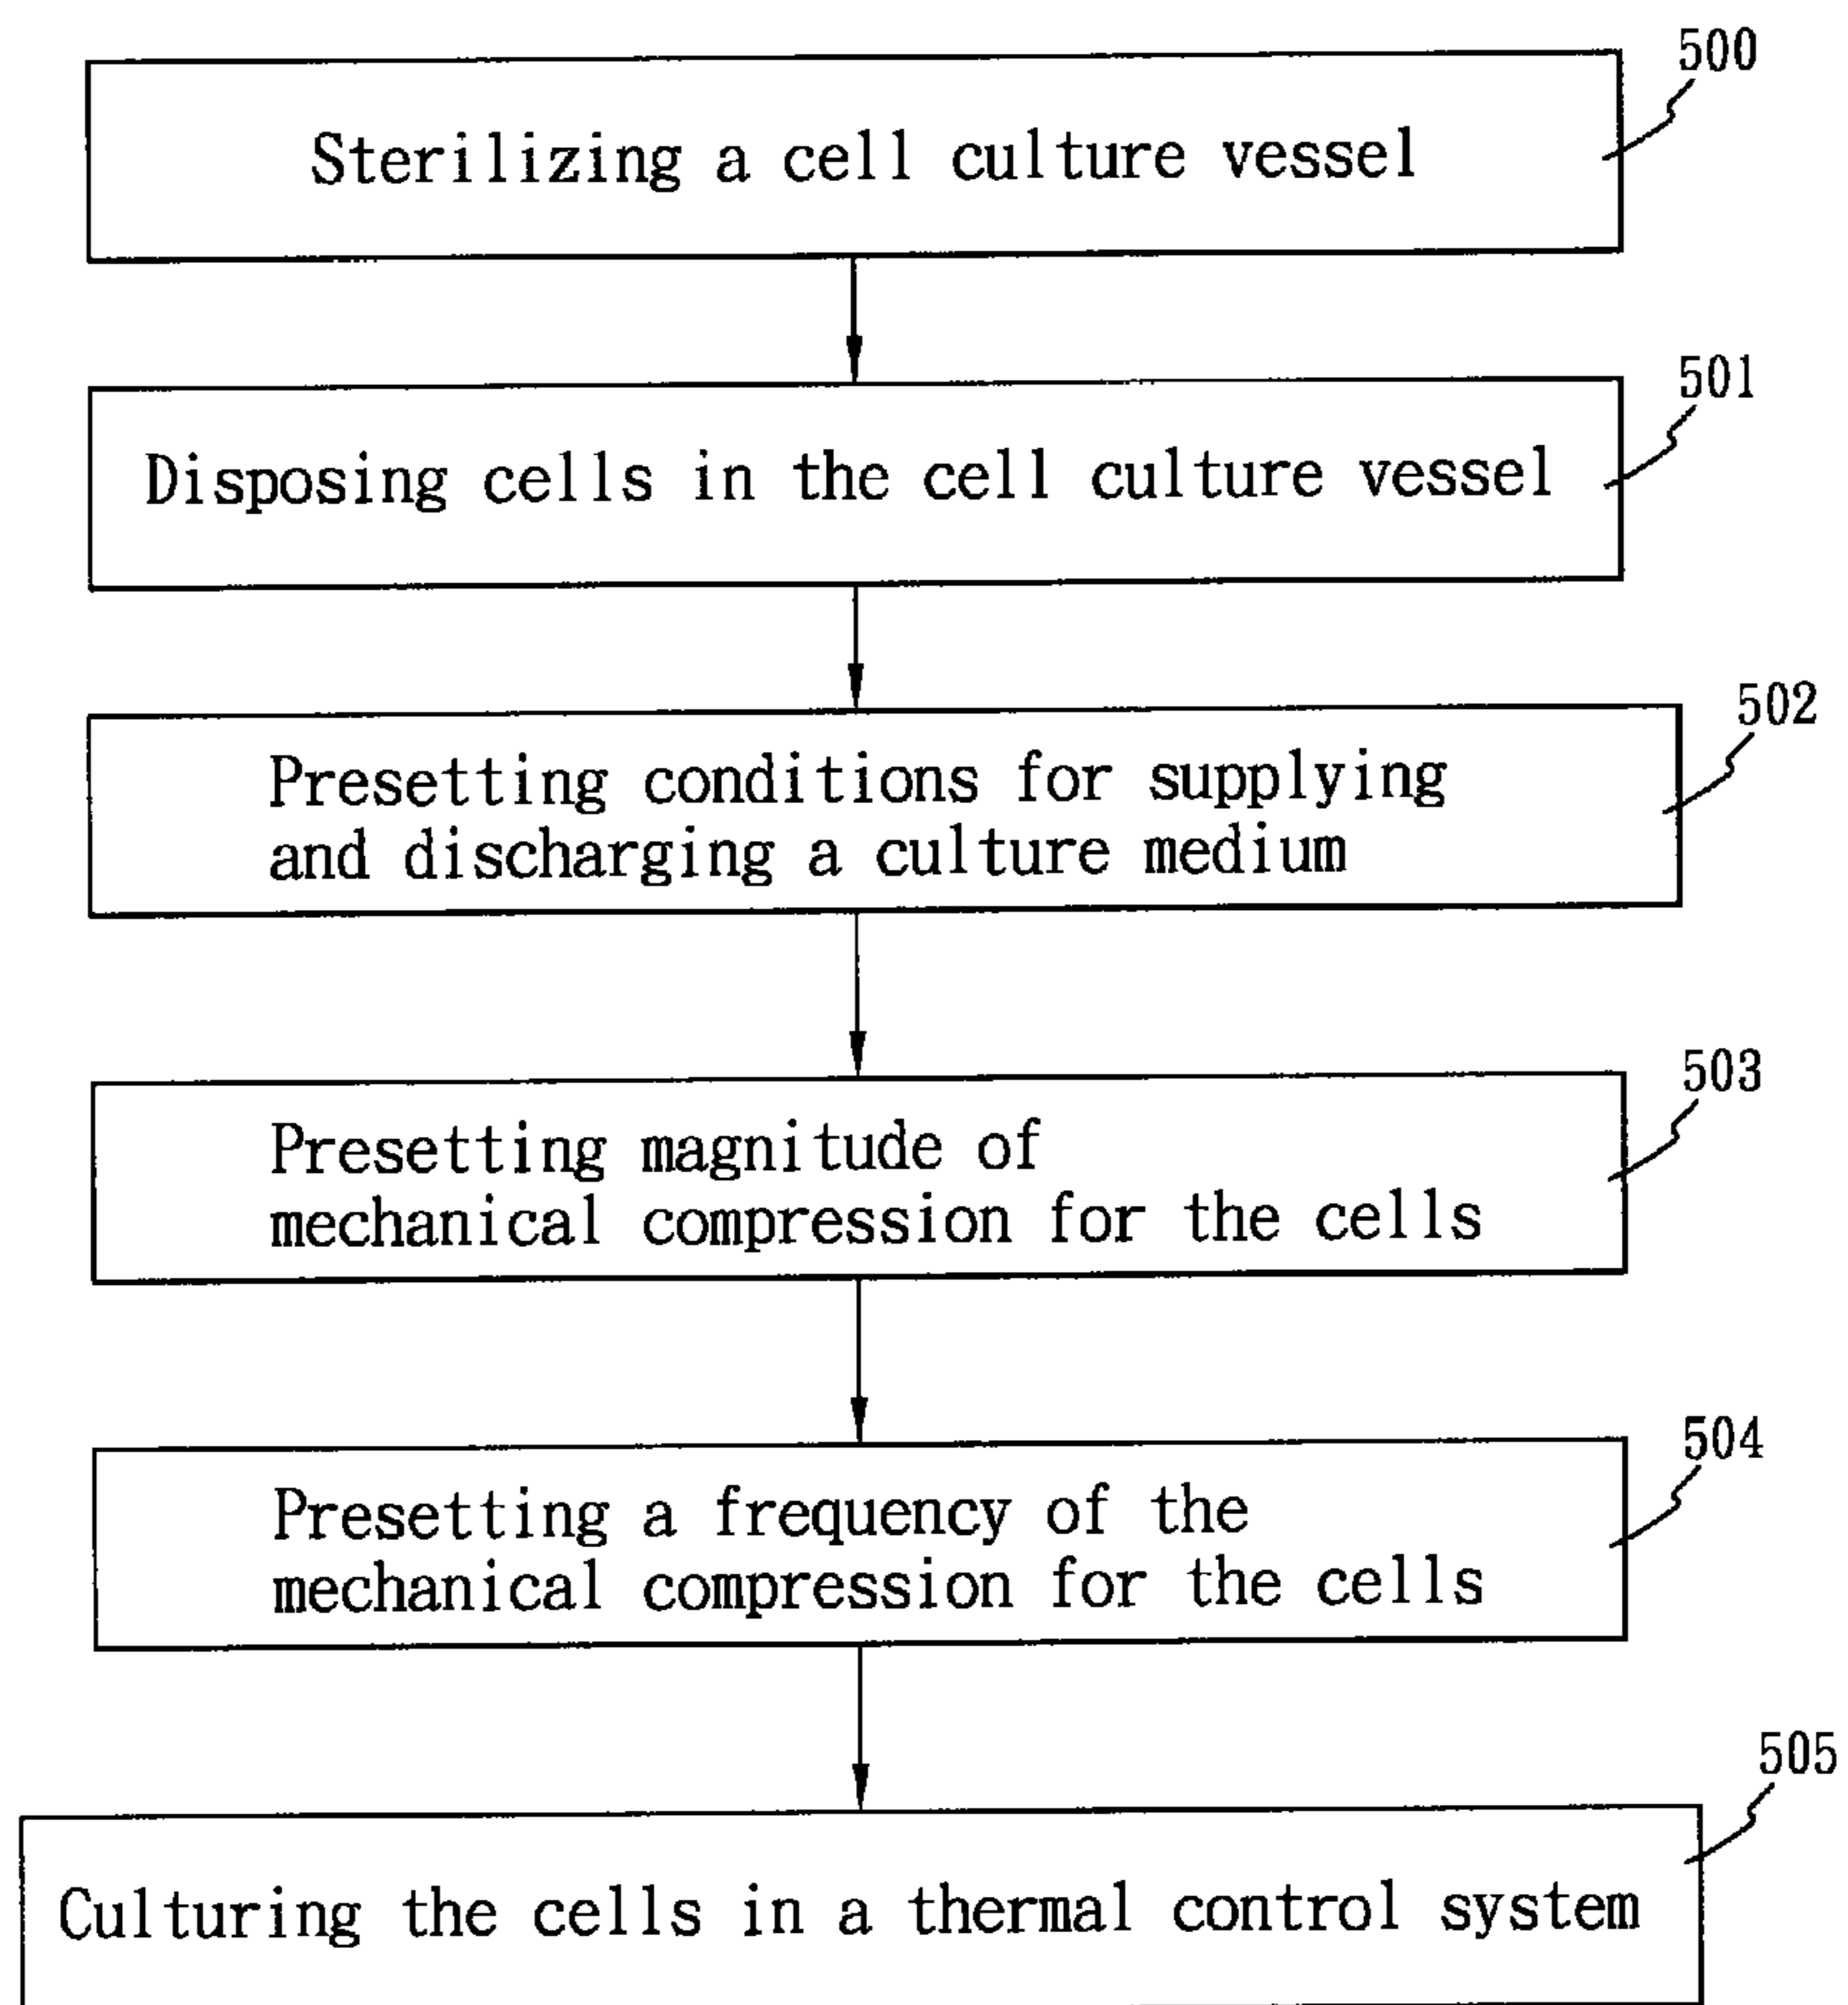 500
Sterilizing a cell culture vessel
501
Disposing cells in the cell culture vessel
502
Presetting conditions for supplying
and discharging a culture medium
503
Presetting magnitude of
mechanical compression for the cells
504
Presetting a frequency of the
mechanical compression for the cells
505
Culturing the cells in a thermal control system